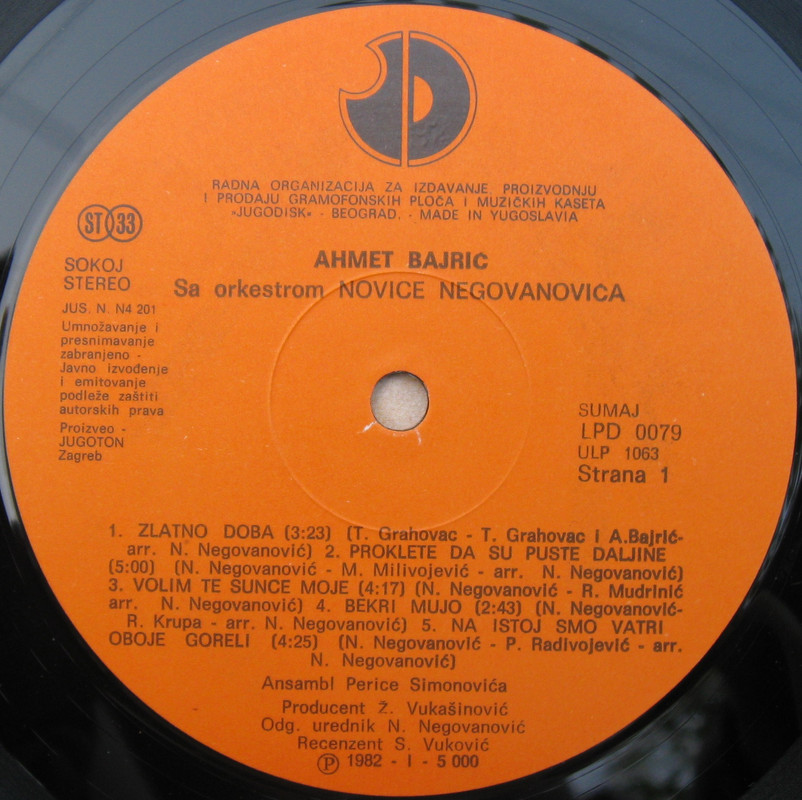 RADNA ORGANIZACIJA ZA IZDAVANJE, PROIZVODNJU
I PRODAJU GRAMOFONSKIH PLOČA I MUZIČKIH KASETA
»JUGODISK« - BEOGRAD. - MADE IN YUGOSLAVIA
ST 33
SOKOJ
STEREO
JUS. N. N4 201
Umnožavanje i
presnimavanje
zabranjeno -
Javno izvođenje
i emitovanje
podleže zaštiti
autorskih prava
Proizveo -
JUGOTON
Zagreb
AHMET BAJRIĆ
Sa orkestrom NOVICE NEGOVANOVIĆA
SUMAJ
LPD 0079
ULP 1063
Strana 1
1. ZLATNO DOBA (3:23) (T. Grahovac - T. Grahovac i A.Bajrić-
arr. N. Negovanović) 2. PROKLETE DA SU PUSTE DALJINE
(5:00) (N. Negovanović - M. Milivojević - arr. N. Negovanović)
3. VOLIM TE SUNCE MOJE (4:17) (N. Negovanović - R. Mudrinić
arr. N. Negovanović) 4. BEKRI MUJO (2:43) (N. Negovanović-
R. Krupa - arr. N. Negovanović) 5. NA ISTOJ SMO VATRI
OBOJE GORELI (4:25) (N. Negovanović - P. Radivojević - arr.
N. Negovanović)
Ansambl Perice Simonovića
Producent Ž. Vukašinović
Odg. urednik N. Negovanović
Recenzent S. Vuković
Ⓟ 1982 - I - 5 000